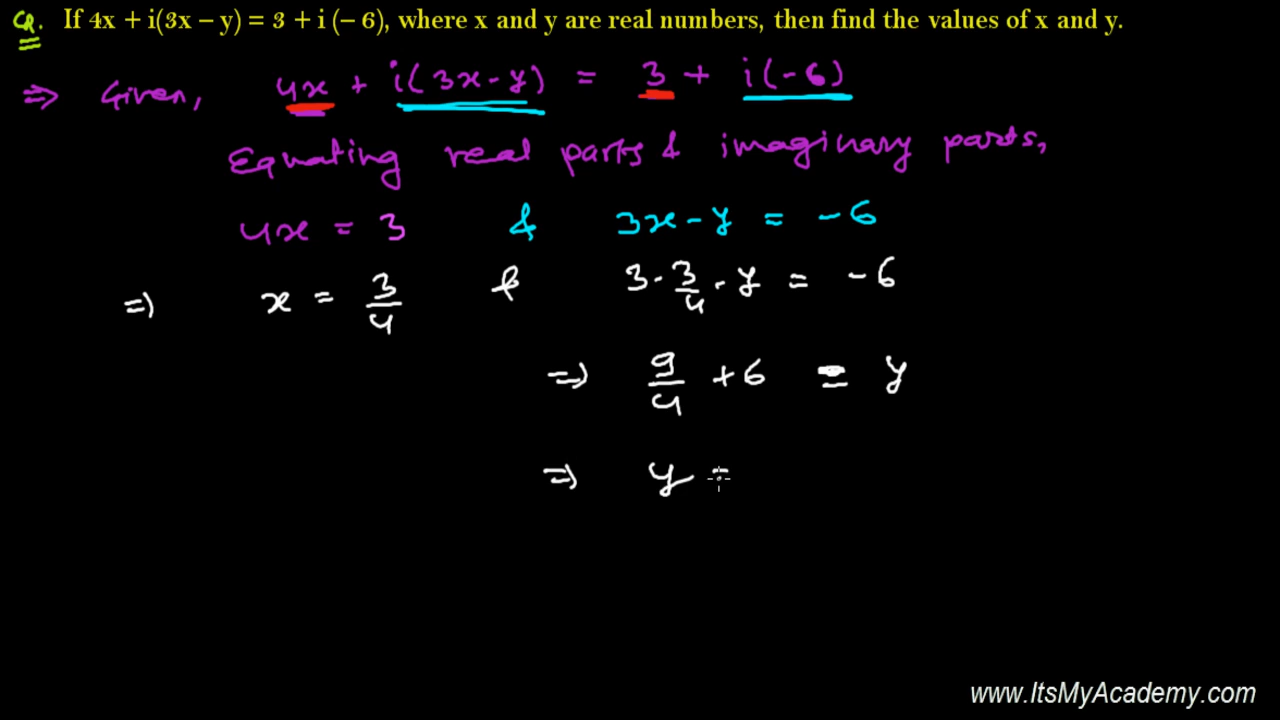 Q. If 4x + i(3x – y) = 3 + i (– 6), where x and y are real numbers, then find the values of x and y.
⇒ Given, 4x + i(3x-y) = 3 + i(-6)
Equating real parts & imaginary parts,
4x = 3 & 3x-y = -6
⇒ x = 3/4 & 3·3/4 - y = -6
⇒ 9/4 + 6 = y
⇒ y =
www.ItsMyAcademy.com